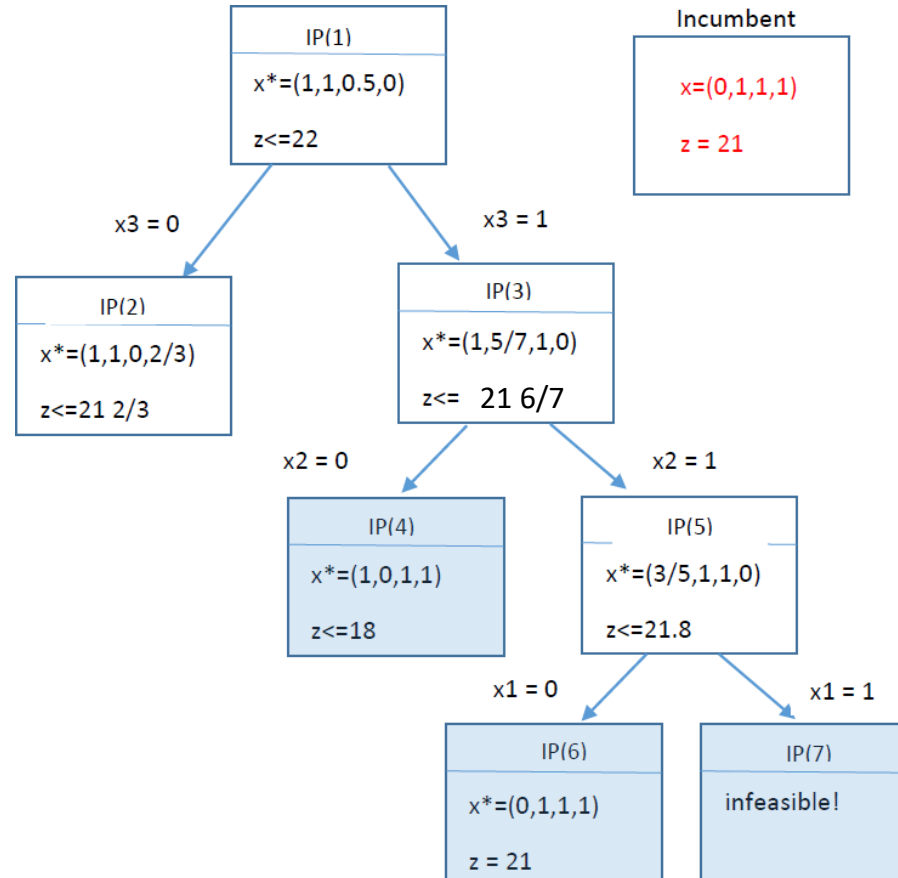 Incumbent
IP(1)
x*=(1,1,0.5,0)
z<=22
x=(0,1,1,1)
z = 21
x3 = 0
x3 = 1
IP(2)
x*=(1,1,0,2/3)
z<=21 2/3
IP(3)
x*=(1,5/7,1,0)
z<= 21 6/7
x2 = 0
x2 = 1
IP(4)
x*=(1,0,1,1)
z<=18
IP(5)
x*=(3/5,1,1,0)
z<=21.8
x1 = 0
x1 = 1
IP(6)
x*=(0,1,1,1)
z = 21
IP(7)
infeasible!